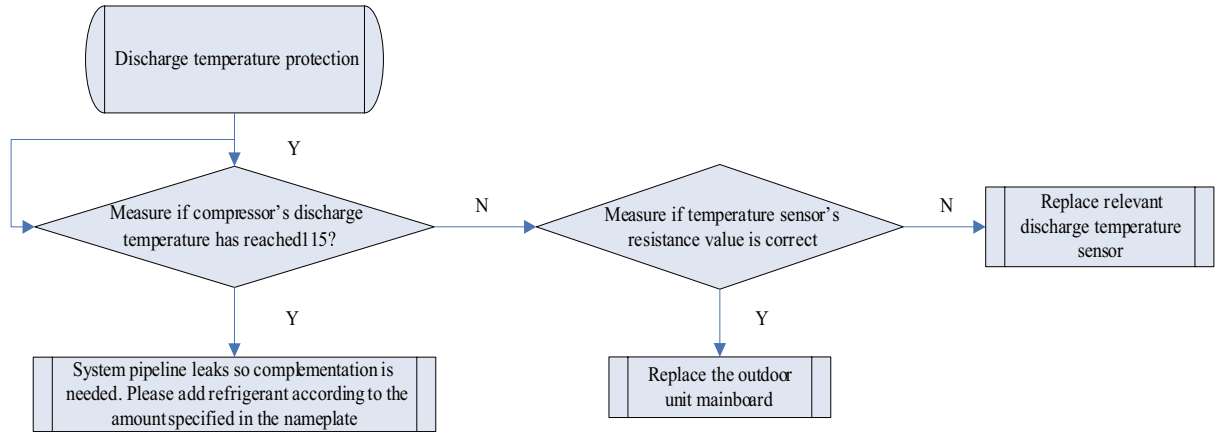 Discharge temperature protection
Y
Measure if compressor's discharge
temperature has reached115?
N
Measure if temperature sensor's
resistance value is correct
N
Replace relevant
discharge temperature
sensor
Y
Y
System pipeline leaks so complementation is
needed. Please add refrigerant according to the
amount specified in the nameplate
Replace the outdoor
unit mainboard